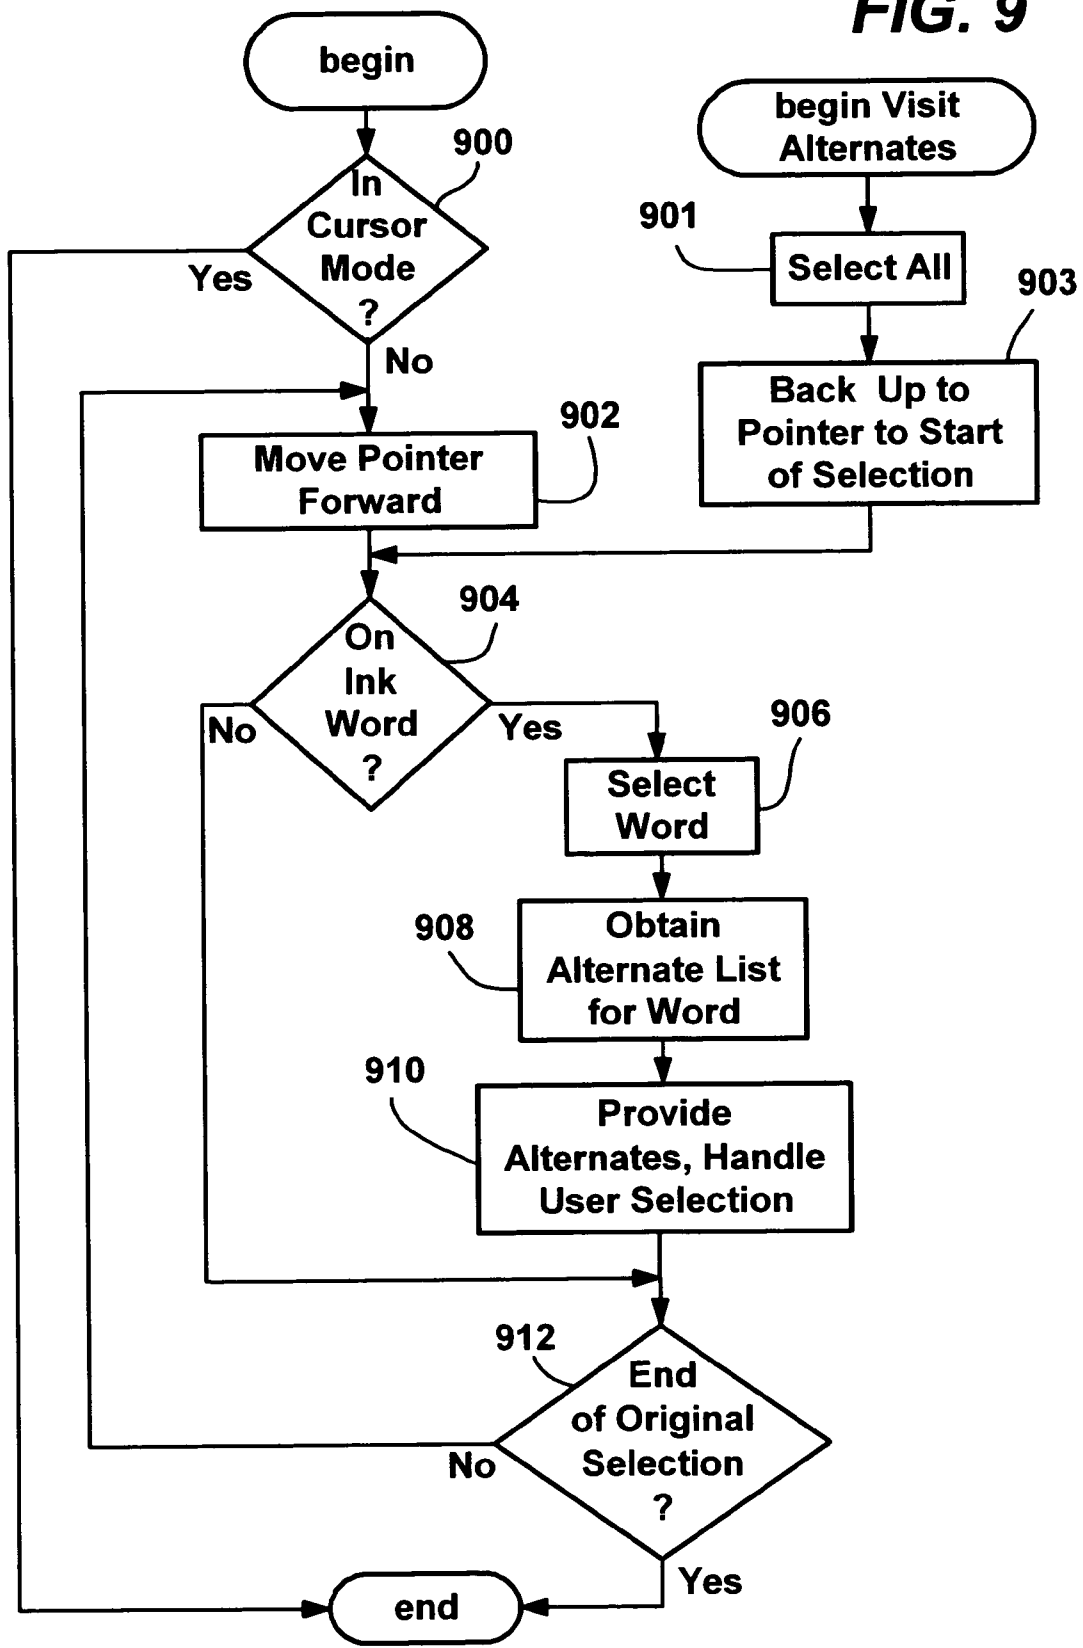 FIG. 9
begin
900
In
Cursor
Mode
?
Yes
No
begin Visit
Alternates
901
Select All
903
Back Up to
Pointer to Start
of Selection
902
Move Pointer
Forward
904
On
Ink
Word
?
No
Yes
906
Select
Word
908
Obtain
Alternate List
for Word
910
Provide
Alternates, Handle
User Selection
912
End
of Original
Selection
?
No
Yes
end